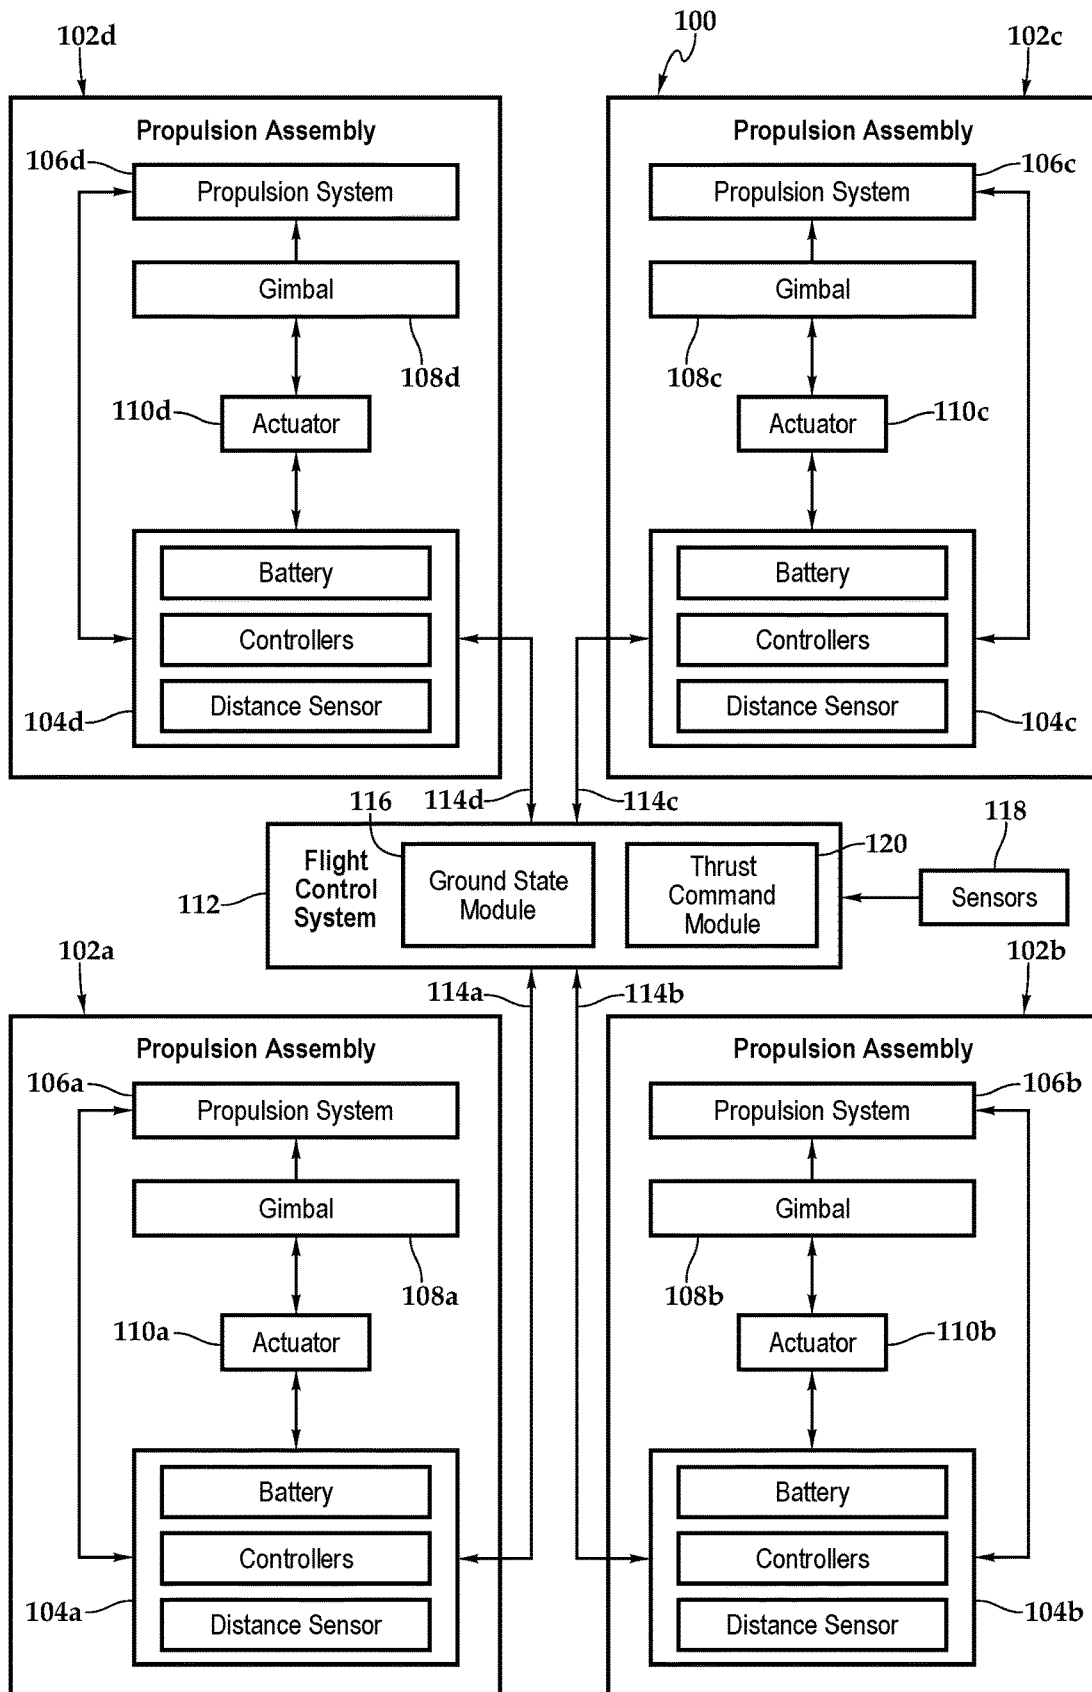 102d
100
102c
Propulsion Assembly
106d
Propulsion System
Gimbal
108d
110d
Actuator
Battery
Controllers
Distance Sensor
104d
Propulsion Assembly
106c
Propulsion System
Gimbal
108c
110c
Actuator
Battery
Controllers
Distance Sensor
104c
114d
114c
116
118
120
112
Flight
Control
System
Ground State
Module
Thrust
Command
Module
Sensors
102a
114a
114b
102b
Propulsion Assembly
106a
Propulsion System
Gimbal
108a
110a
Actuator
Battery
Controllers
Distance Sensor
104a
Propulsion Assembly
106b
Propulsion System
Gimbal
108b
110b
Actuator
Battery
Controllers
Distance Sensor
104b